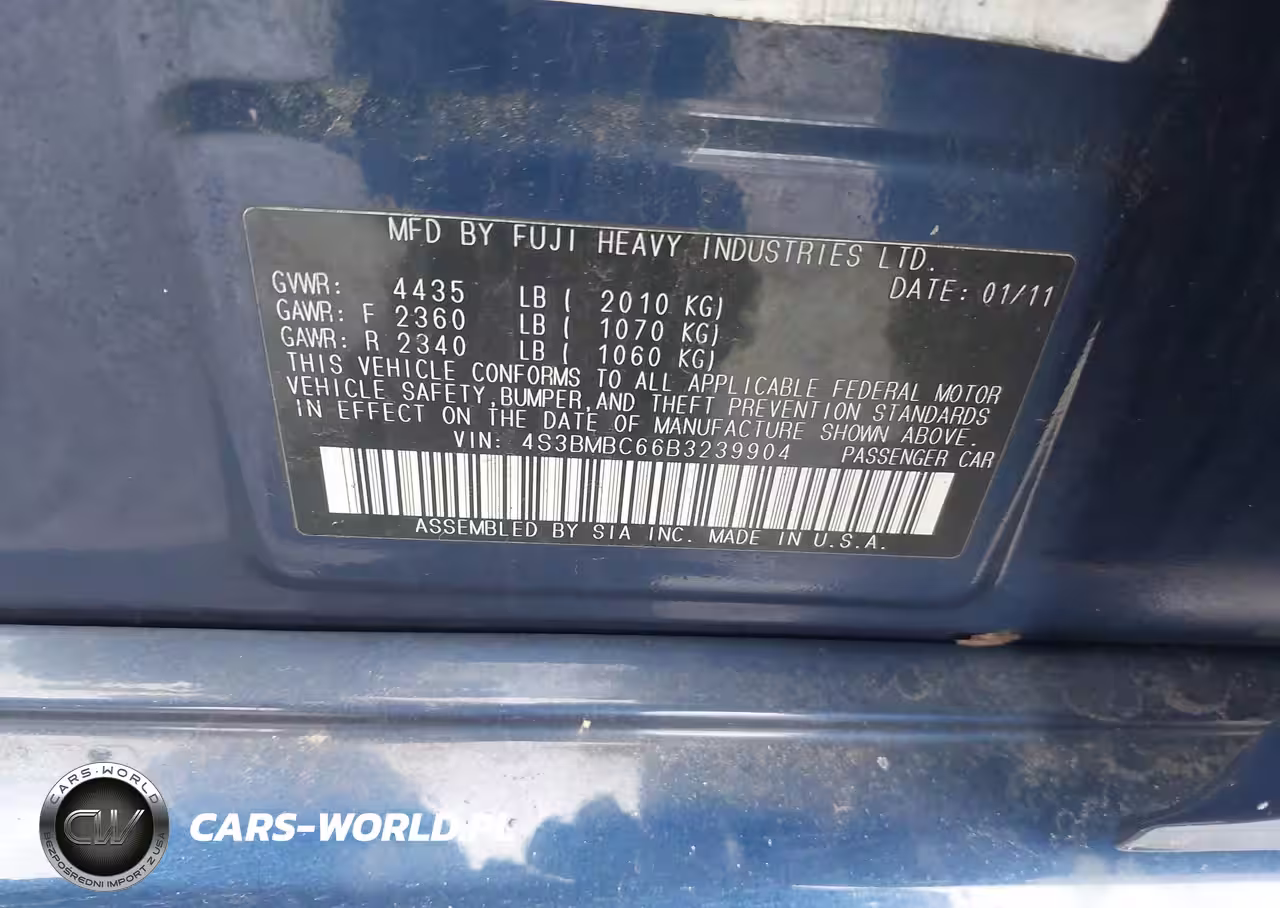 MFD BY FUJI HEAVY INDUSTRIES LTD.
DATE: 01/11
GVWR: 4435 LB ( 2010 KG)
GAWR: F 2360 LB ( 1070 KG)
GAWR: R 2340 LB ( 1060 KG)
THIS VEHICLE CONFORMS TO ALL APPLICABLE FEDERAL MOTOR
VEHICLE SAFETY,BUMPER,AND THEFT PREVENTION STANDARDS
IN EFFECT ON THE DATE OF MANUFACTURE SHOWN ABOVE.
VIN: 4S3BMBC66B3239904 PASSENGER CAR
ASSEMBLED BY SIA INC. MADE IN U.S.A.
CARS-WORLD
CW
BEZPOŚREDNI IMPORT Z USA
CARS-WORLD.PL